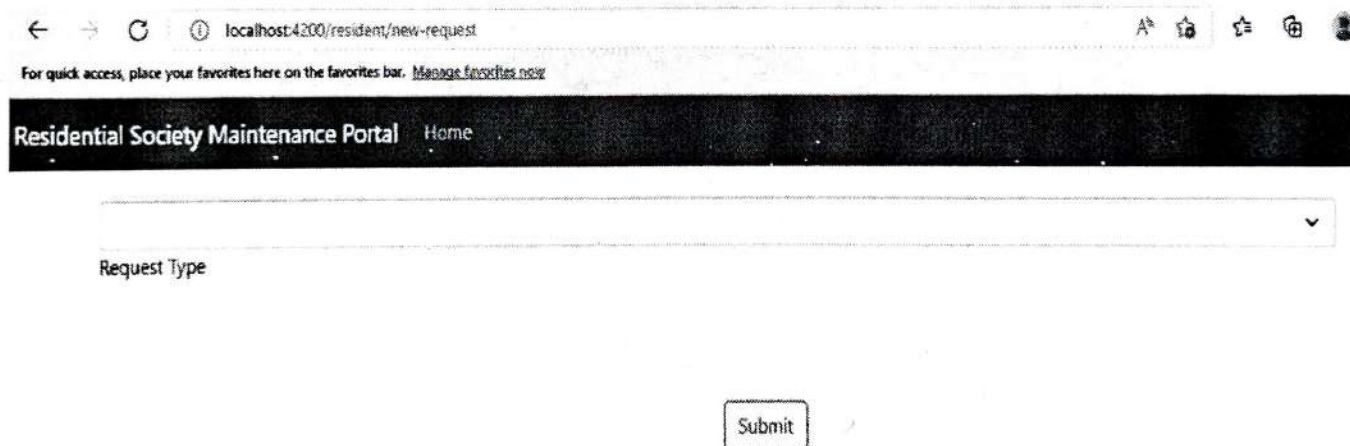 localhost:4200/resident/new-request
For quick access, place your favorites here on the favorites bar. Manage favorites now
Residential Society Maintenance Portal Home
Request Type
Submit